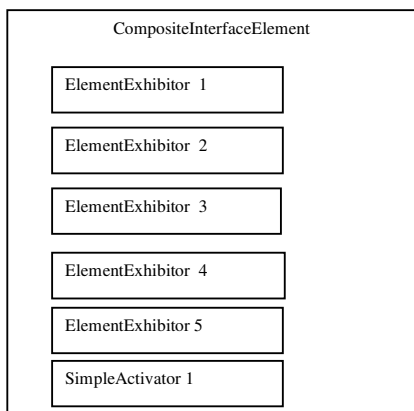 CompositeInterfaceElement
ElementExhibitor 1
ElementExhibitor 2
ElementExhibitor 3
ElementExhibitor 4
ElementExhibitor 5
SimpleActivator 1